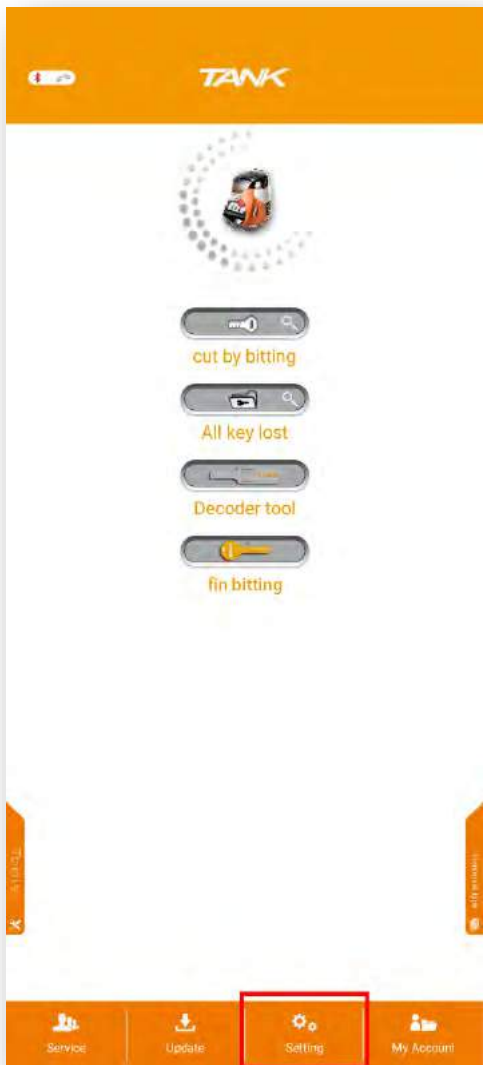 TANK
cut by bitting
All key lost
Decoder tool
fin bitting
Service
Update
Setting
My Account